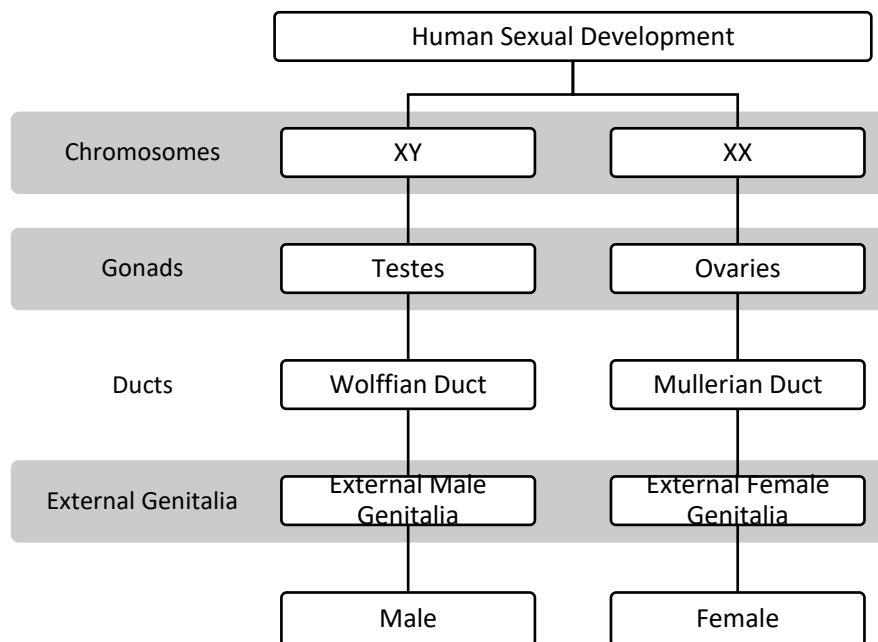 Human Sexual Development
Chromosomes
XY
XX
Gonads
Testes
Ovaries
Ducts
Wolffian Duct
Mullerian Duct
External Genitalia
External Male
Genitalia
External Female
Genitalia
Male
Female